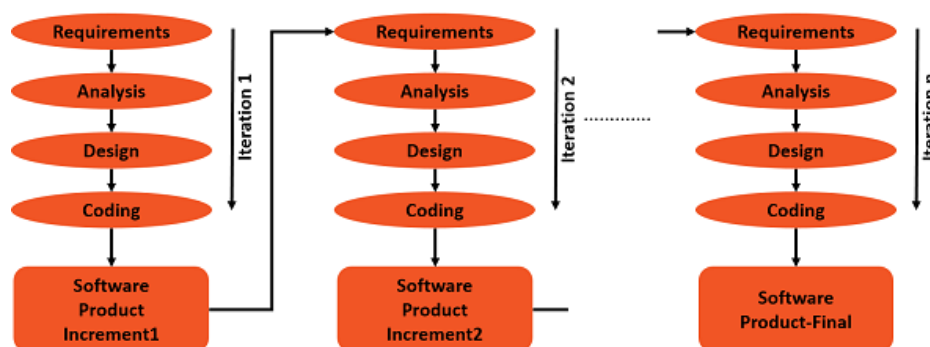 Requirements
Analysis
Design
Coding
Software
Product
Increment1
Iteration 1
Requirements
Analysis
Design
Coding
Software
Product
Increment2
Iteration 2
Requirements
Analysis
Design
Coding
Software
Product-Final
Iteration n